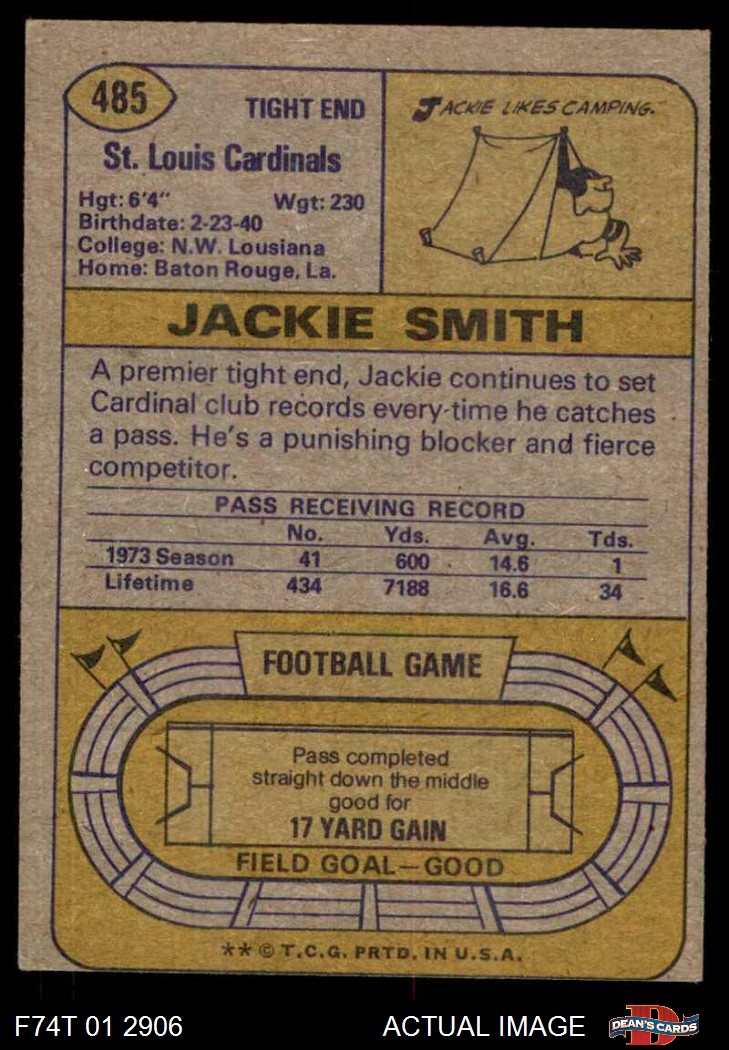 485
TIGHT END
St. Louis Cardinals
Hgt: 6'4" Wgt: 230
Birthdate: 2-23-40
College: N.W. Lousiana
Home: Baton Rouge, La.
JACKIE LIKES CAMPING.
JACKIE SMITH
A premier tight end, Jackie continues to set
Cardinal club records every-time he catches
a pass. He's a punishing blocker and fierce
competitor.
PASS RECEIVING RECORD
No. Yds. Avg. Tds.
1973 Season 41 600 14.6 1
Lifetime 434 7188 16.6 34
FOOTBALL GAME
Pass completed
straight down the middle
good for
17 YARD GAIN
FIELD GOAL—GOOD
** © T.C.G. PRTD. IN U.S.A.
F74T 01 2906 ACTUAL IMAGE
D
DEAN'S CARDS